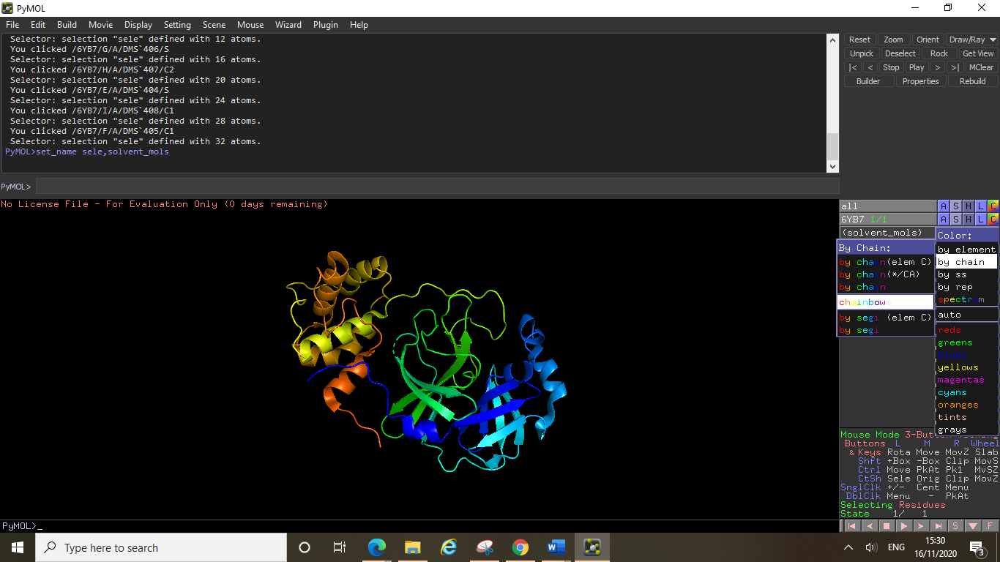 PyMOL
File Edit Build Movie Display Setting Scene Mouse Wizard Plugin Help
Selector: selection "sele" defined with 12 atoms.
You clicked /6YB7/G/A/DMS`406/S
Selector: selection "sele" defined with 16 atoms.
You clicked /6YB7/H/A/DMS`407/C2
Selector: selection "sele" defined with 20 atoms.
You clicked /6YB7/E/A/DMS`404/S
Selector: selection "sele" defined with 24 atoms.
You clicked /6YB7/I/A/DMS`408/C1
Selector: selection "sele" defined with 28 atoms.
You clicked /6YB7/F/A/DMS`405/C1
Selector: selection "sele" defined with 32 atoms.
PyMOL>set_name sele,solvent_mols
PyMOL>
Reset Zoom Orient Draw/Ray
Unpick Deselect Rock Get View
|< < Stop Play > >| MClear
Builder Properties Rebuild
No License File - For Evaluation Only (0 days remaining)
all A S H L C
6YB7 1/1 A S H L C
(solvent_mols)
By Chain:
by chain(elem C)
by chain(*/CA)
by chain
chainbows
by segi (elem C)
by segi
Color:
by element
by chain
by ss
by rep
spectrum
auto
reds
greens
blues
yellows
magentas
cyans
oranges
tints
grays
Mouse Mode 3-Button
Buttons L M R Wheel
& Keys Rota Move MovZ Slab
Shft +Box -Box Clip MovS
Ctrl Move PkAt Pk1 MvSZ
CtSh Sele Orig Clip MovZ
SnglClk +/- Cent Menu
DblClk Menu - PkAt
Selecting Residues
State 1/ 1
PyMOL>_
S F
Type here to search
ENG
15:30
16/11/2020
3